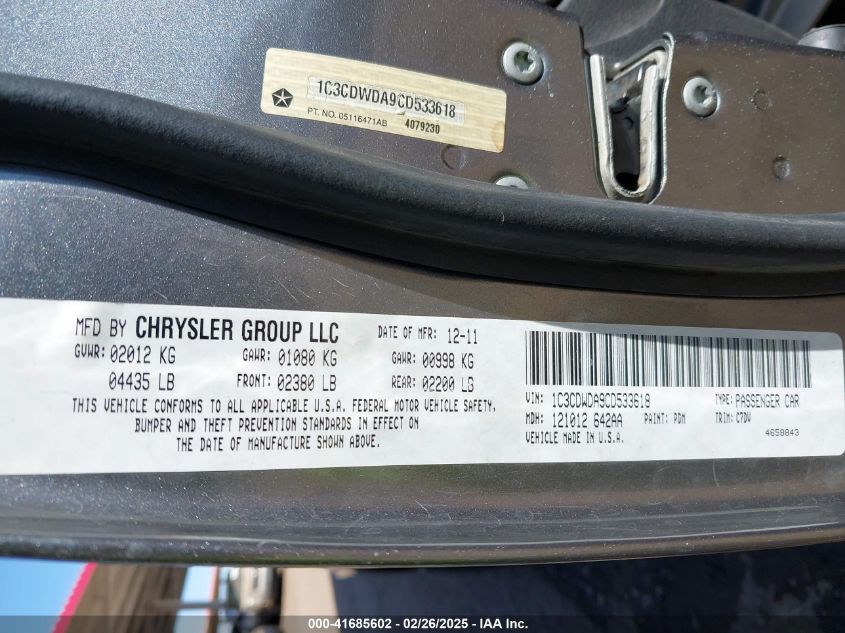 1C3CDWDA9CD533618
PT. NO. 05116471AB 4079230
MFD BY CHRYSLER GROUP LLC DATE OF MFR: 12-11
GVWR: 02012 KG GAWR: 01080 KG GAWR: 00998 KG
04435 LB FRONT: 02380 LB REAR: 02200 LB
THIS VEHICLE CONFORMS TO ALL APPLICABLE U.S.A. FEDERAL MOTOR VEHICLE SAFETY,
BUMPER AND THEFT PREVENTION STANDARDS IN EFFECT ON
THE DATE OF MANUFACTURE SHOWN ABOVE.
VIN: 1C3CDWDA9CD533618 TYPE: PASSENGER CAR
MDH: 121012 642AA PAINT: PDM TRIM: C7DV
VEHICLE MADE IN U.S.A. 4658843
000-41685602 / 02/26/2025 - IAA Inc.